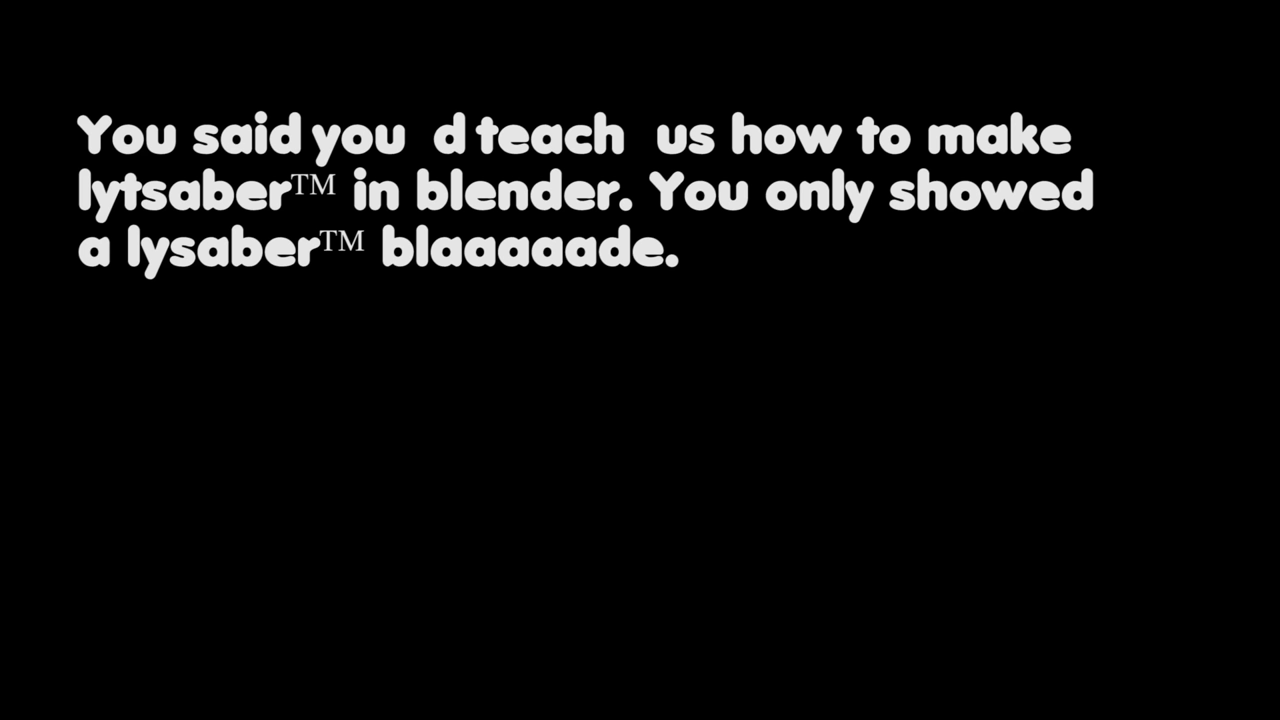 You said you d teach us how to make
lytsaber™ in blender. You only showed
a lysaber™ blaaaaade.